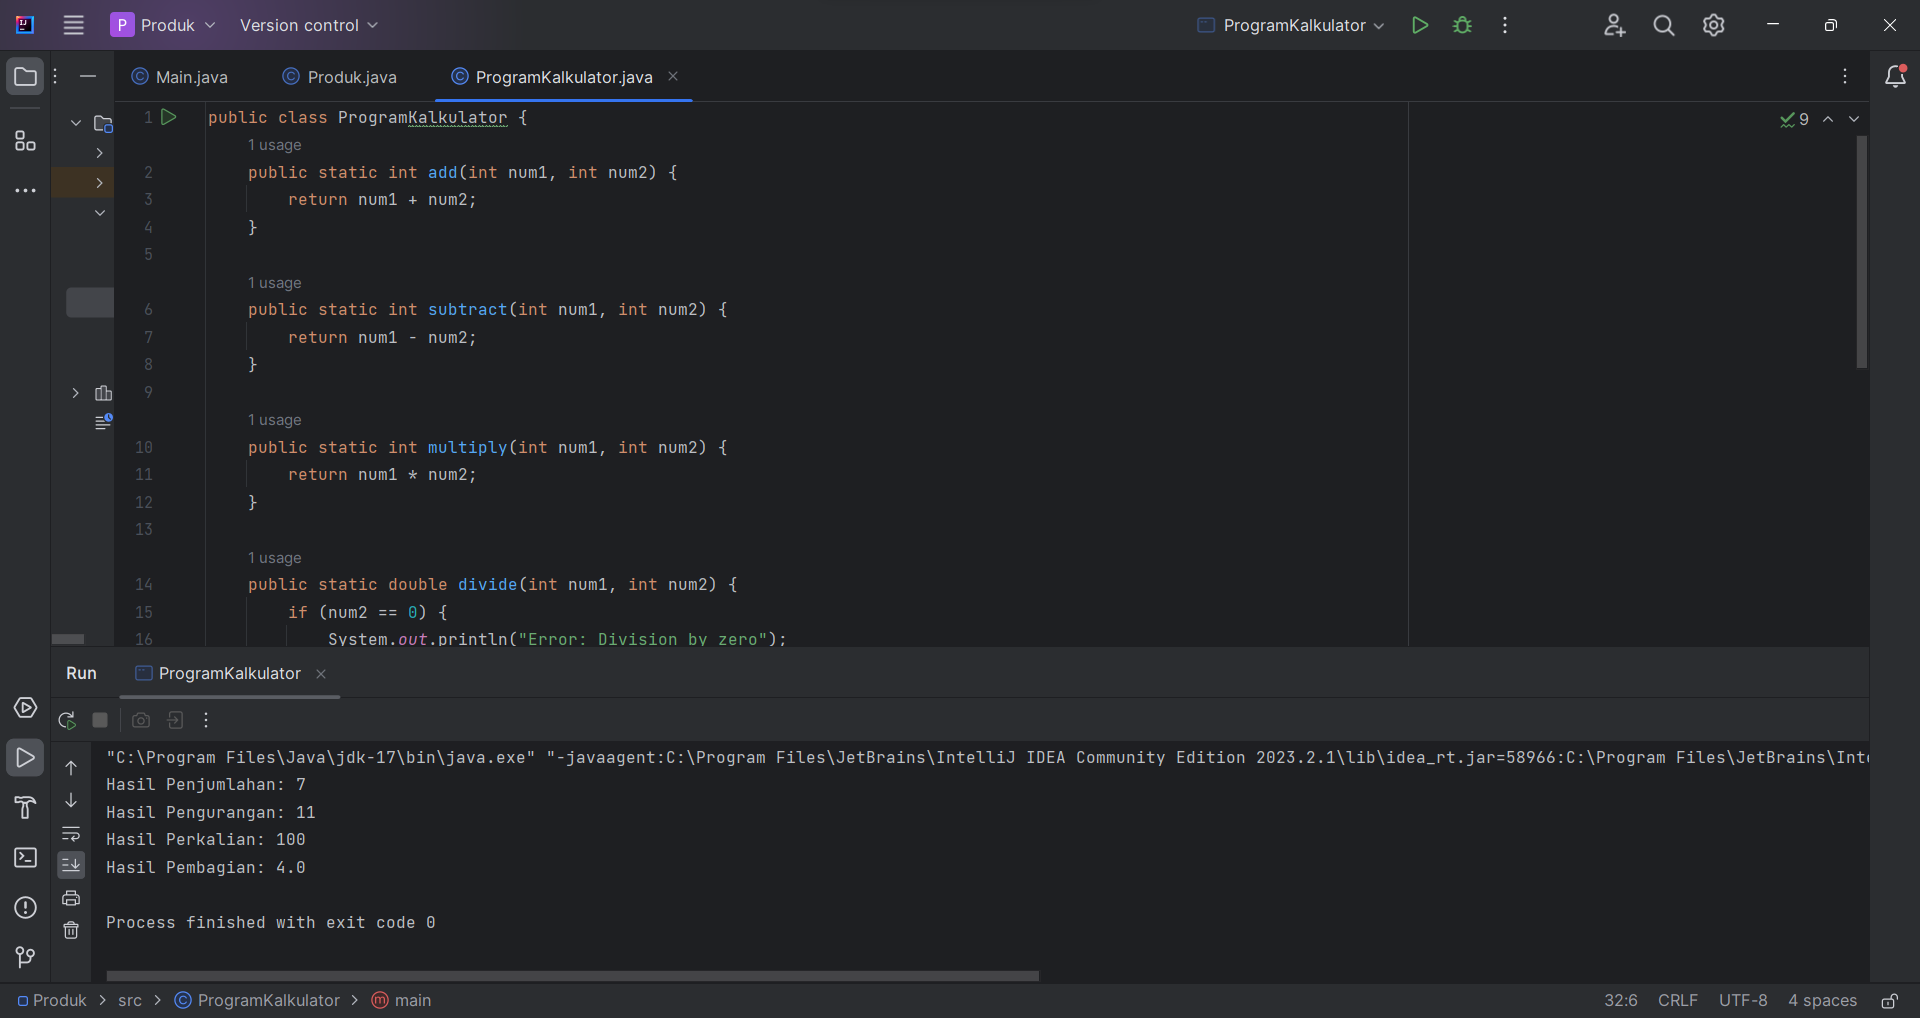 P Produk Version control ProgramKalkulator
Main.java Produk.java ProgramKalkulator.java
1 public class ProgramKalkulator { 9
1 usage
2 public static int add(int num1, int num2) {
3 return num1 + num2;
4 }
5
1 usage
6 public static int subtract(int num1, int num2) {
7 return num1 - num2;
8 }
9
1 usage
10 public static int multiply(int num1, int num2) {
11 return num1 * num2;
12 }
13
1 usage
14 public static double divide(int num1, int num2) {
15 if (num2 == 0) {
16 System.out.println("Error: Division by zero");
Run ProgramKalkulator
"C:\Program Files\Java\jdk-17\bin\java.exe" "-javaagent:C:\Program Files\JetBrains\IntelliJ IDEA Community Edition 2023.2.1\lib\idea_rt.jar=58966:C:\Program Files\JetBrains\Inte
Hasil Penjumlahan: 7
Hasil Pengurangan: 11
Hasil Perkalian: 100
Hasil Pembagian: 4.0
Process finished with exit code 0
Produk > src > ProgramKalkulator > main 32:6 CRLF UTF-8 4 spaces